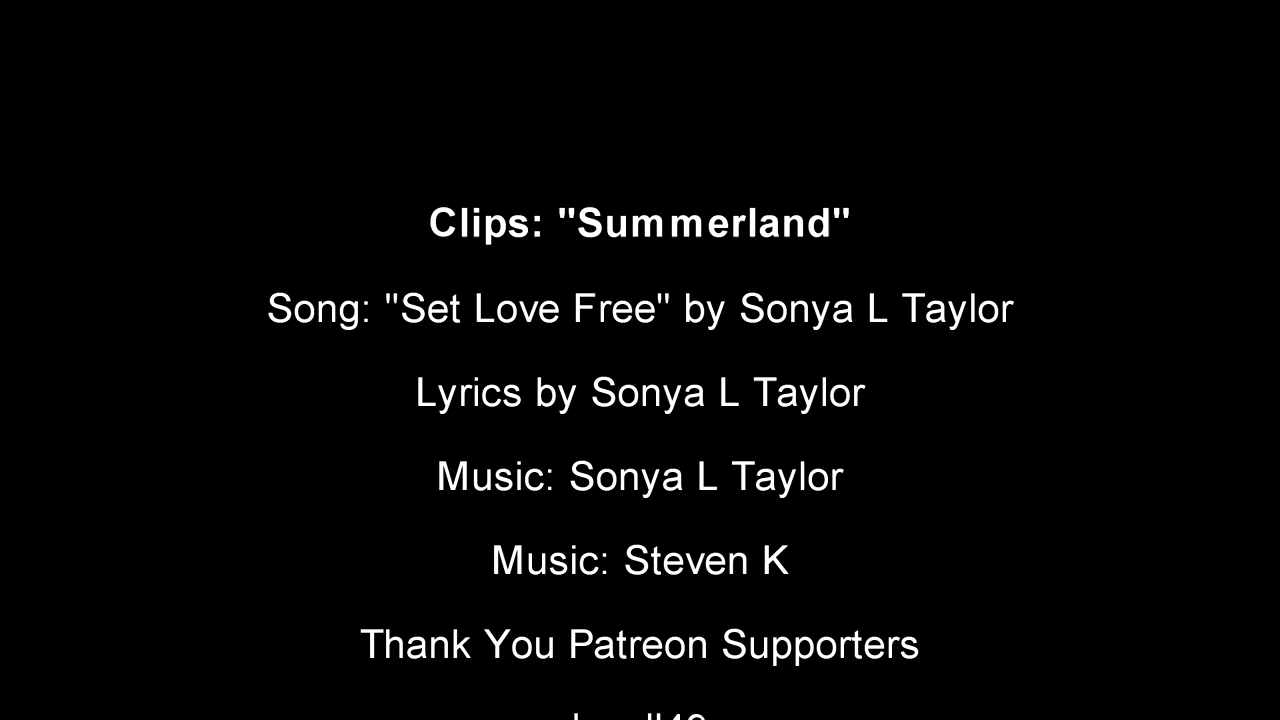 Clips: "Summerland"
Song: "Set Love Free" by Sonya L Taylor
Lyrics by Sonya L Taylor
Music: Sonya L Taylor
Music: Steven K
Thank You Patreon Supporters